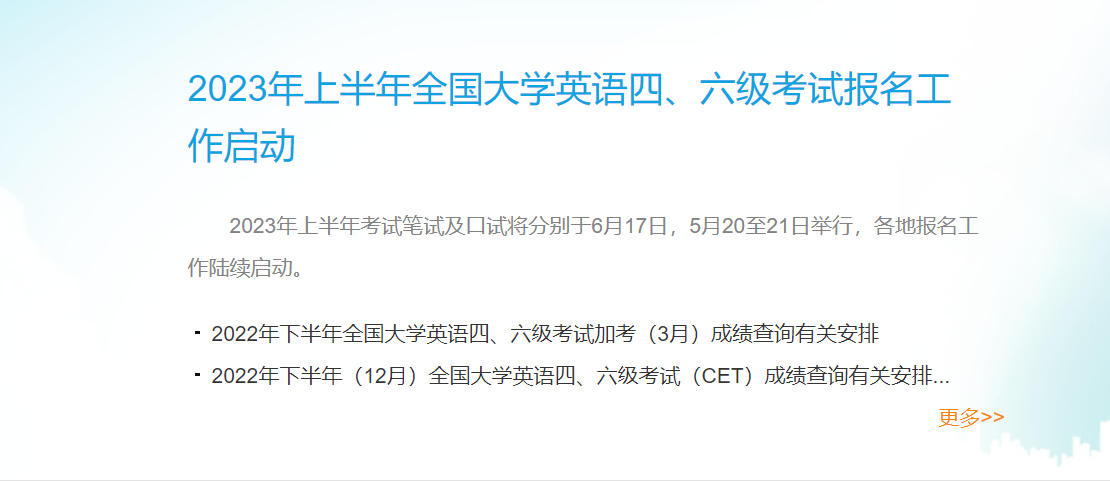 2023年上半年全国大学英语四、六级考试报名工
作启动
2023年上半年考试笔试及口试将分别于6月17日，5月20至21日举行，各地报名工
作陆续启动。
2022年下半年全国大学英语四、六级考试加考（3月）成绩查询有关安排
2022年下半年（12月）全国大学英语四、六级考试（CET）成绩查询有关安排...
更多>>